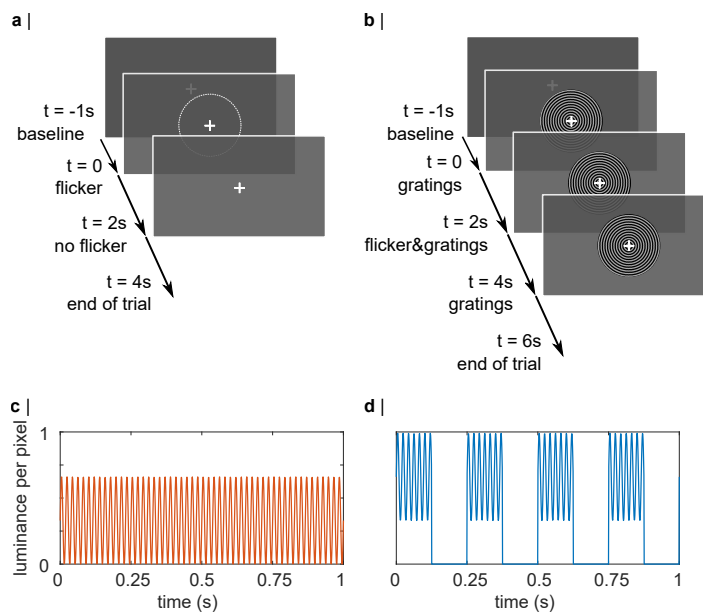 a |
t = -1s
baseline
t = 0
flicker
t = 2s
no flicker
t = 4s
end of trial
b |
t = -1s
baseline
t = 0
gratings
t = 2s
flicker&gratings
t = 4s
gratings
t = 6s
end of trial
c |
luminance per pixel
1
0
0 0.25 0.5 0.75 1
time (s)
d |
0 0.25 0.5 0.75 1
time (s)